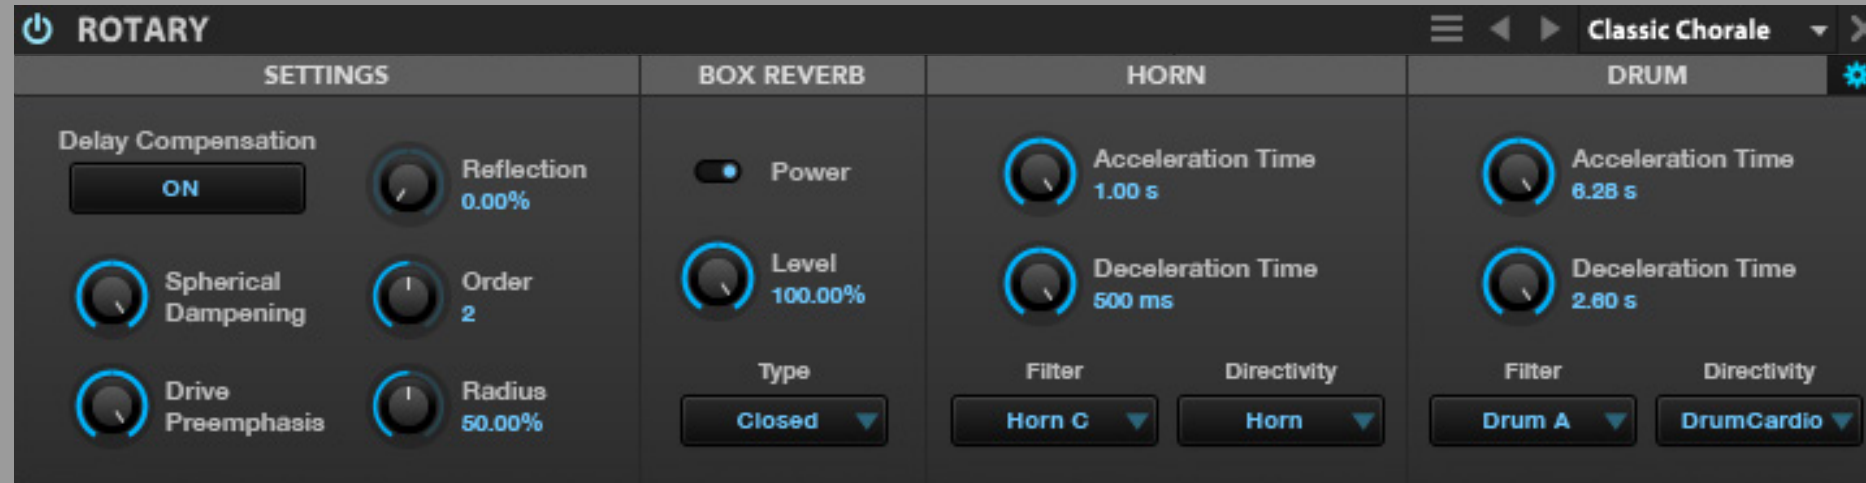 ROTARY
Classic Chorale
SETTINGS
BOX REVERB
HORN
DRUM
Delay Compensation
ON
Reflection
0.00%
Spherical
Dampening
Order
2
Drive
Preemphasis
Radius
50.00%
Power
Level
100.00%
Type
Closed
Acceleration Time
1.00 s
Deceleration Time
500 ms
Filter
Directivity
Horn C
Horn
Acceleration Time
6.28 s
Deceleration Time
2.60 s
Filter
Directivity
Drum A
DrumCardio